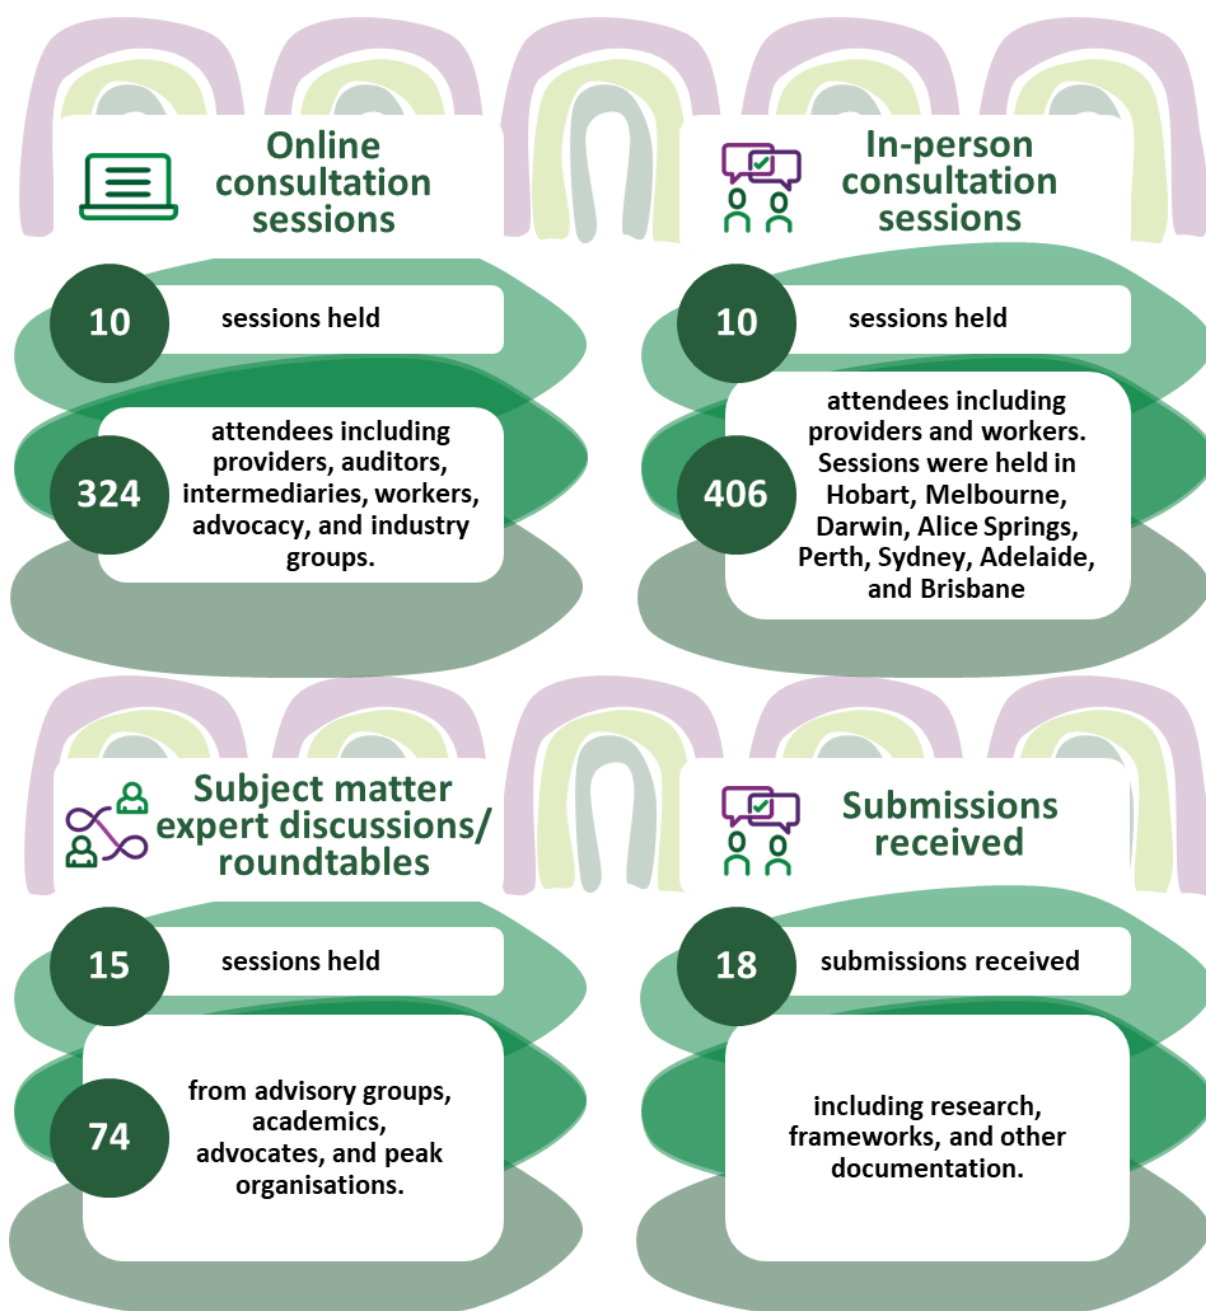 Online
consultation
sessions
10
sessions held
324
attendees including
providers, auditors,
intermediaries, workers,
advocacy, and industry
groups.
In-person
consultation
sessions
10
sessions held
406
attendees including
providers and workers.
Sessions were held in
Hobart, Melbourne,
Darwin, Alice Springs,
Perth, Sydney, Adelaide,
and Brisbane
Subject matter
expert discussions/
roundtables
15
sessions held
74
from advisory groups,
academics,
advocates, and peak
organisations.
Submissions
received
18
submissions received
including research,
frameworks, and other
documentation.